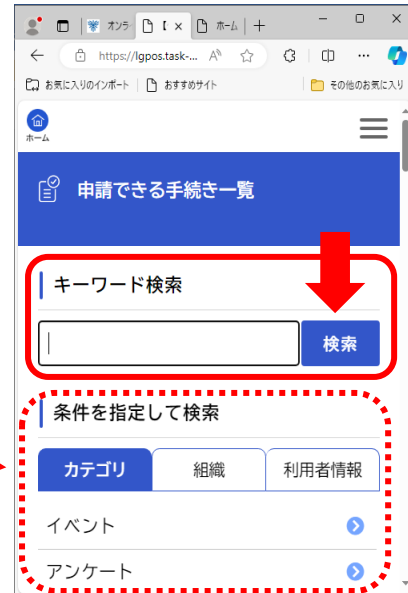 オンラ
【
ホーム
https://lgpos.task-...
お気に入りのインポート
おすすめサイト
その他のお気に入り
ホーム
申請できる手続き一覧
キーワード検索
検索
条件を指定して検索
カテゴリ
組織
利用者情報
イベント
アンケート